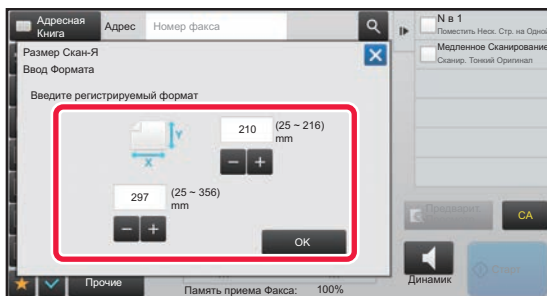 Адресная
Книга
Адрес
Номер факса
N в 1
Поместить Неск. Стр. на Одной
Медленное Сканирование
Сканир. Тонкий Оригинал
Размер Скан-Я
Ввод Формата
Введите регистрируемый формат
Y
X
210
(25 ~ 216)
mm
297
(25 ~ 356)
mm
OK
Предварит.
CA
Динамик
Старт
Прочие
Память приема Факса: 100%